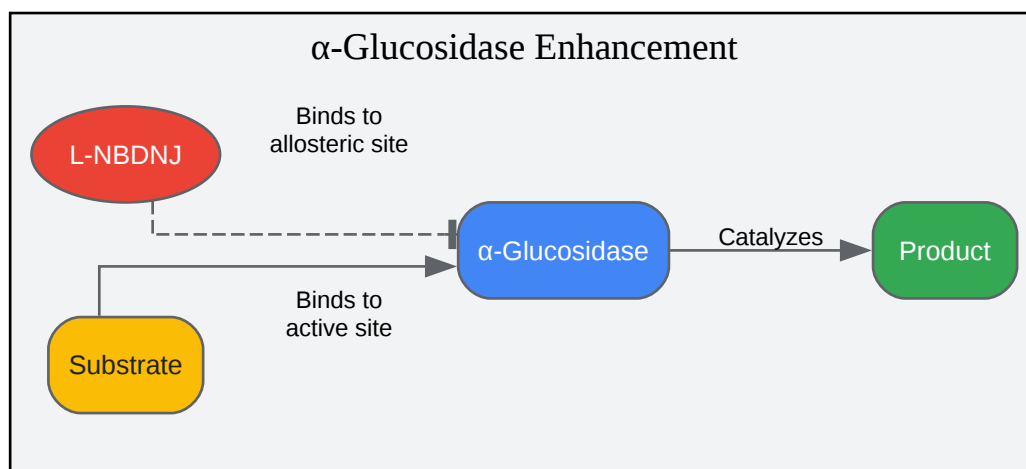 α-Glucosidase Enhancement
Binds to
allosteric site
L-NBDNJ
α-Glucosidase
Catalyzes
Product
Binds to
active site
Substrate